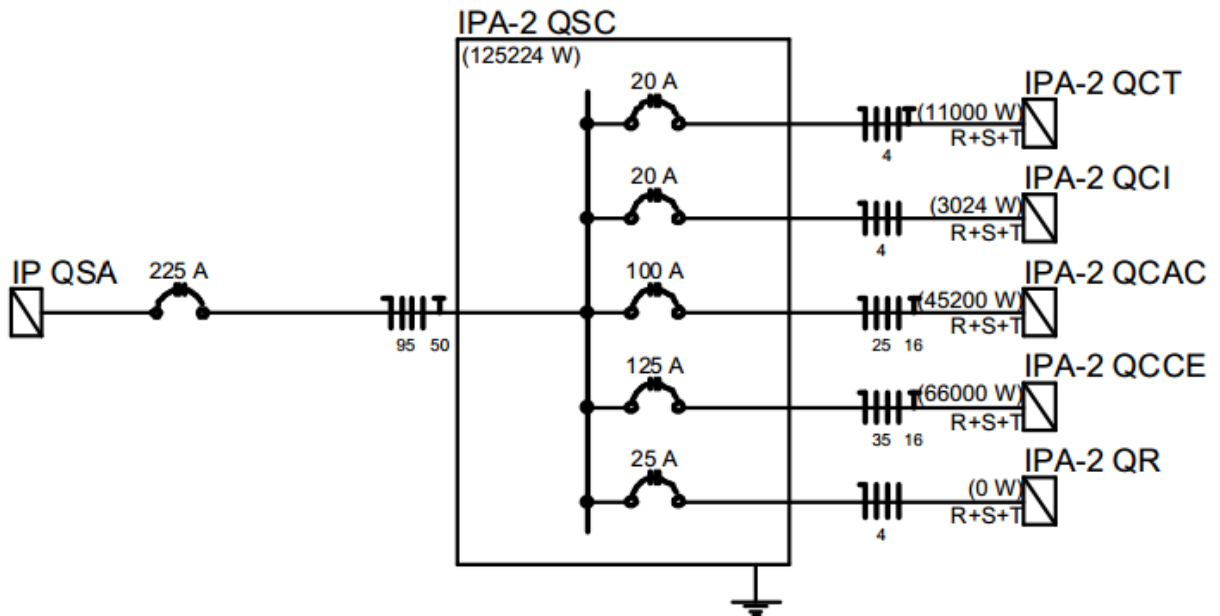 IPA-2 QSC
(125224 W)
IP QSA
225 A
95 50
20 A
4
(11000 W)
R+S+T
IPA-2 QCT
20 A
4
(3024 W)
R+S+T
IPA-2 QCI
100 A
25 16
(45200 W)
R+S+T
IPA-2 QCAC
125 A
35 16
(66000 W)
R+S+T
IPA-2 QCCE
25 A
4
(0 W)
R+S+T
IPA-2 QR